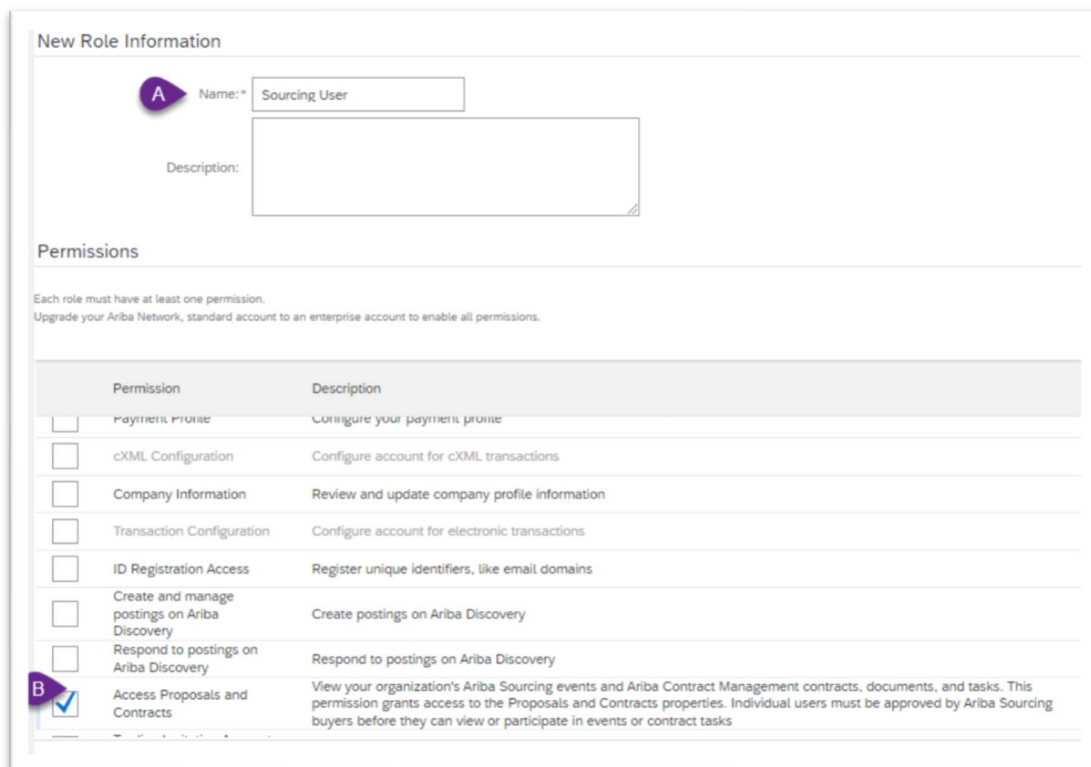 New Role Information
A
Name:*
Sourcing User
Description:
Permissions
Each role must have at least one permission.
Upgrade your Ariba Network, standard account to an enterprise account to enable all permissions.
Permission Description
Payment Profile Configure your payment profile
cXML Configuration Configure account for cXML transactions
Company Information Review and update company profile information
Transaction Configuration Configure account for electronic transactions
ID Registration Access Register unique identifiers, like email domains
Create and manage
postings on Ariba
Discovery
Create postings on Ariba Discovery
Respond to postings on
Ariba Discovery
Respond to postings on Ariba Discovery
B
Access Proposals and
Contracts
View your organization's Ariba Sourcing events and Ariba Contract Management contracts, documents, and tasks. This
permission grants access to the Proposals and Contracts properties. Individual users must be approved by Ariba Sourcing
buyers before they can view or participate in events or contract tasks